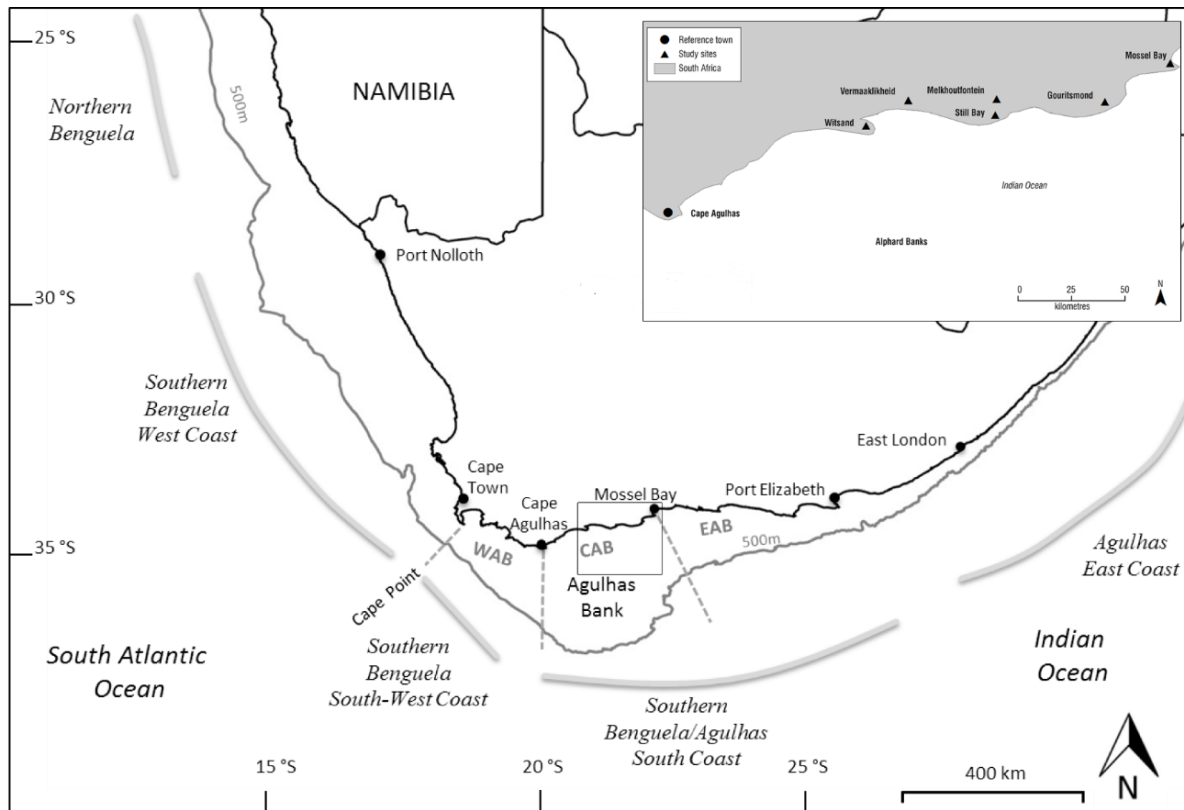 25 °S
30 °S
35 °S
Northern
Benguela
500m
NAMIBIA
Port Nolloth
Southern
Benguela
West Coast
Cape
Town
Cape
Agulhas
Mossel Bay
Port Elizabeth
East London
WAB
CAB
EAB
500m
Agulhas
Bank
Cape Point
Agulhas
East Coast
South Atlantic
Ocean
Southern
Benguela
South-West Coast
Southern
Benguela/Agulhas
South Coast
Indian
Ocean
15 °S
20 °S
25 °S
400 km
N
Reference town
Study sites
South Africa
Mossel Bay
Vermaaklikheid
Melkhoutfontein
Gouritsmond
Still Bay
Witsand
Indian Ocean
Cape Agulhas
Alphard Banks
0 25 50
kilometres
N